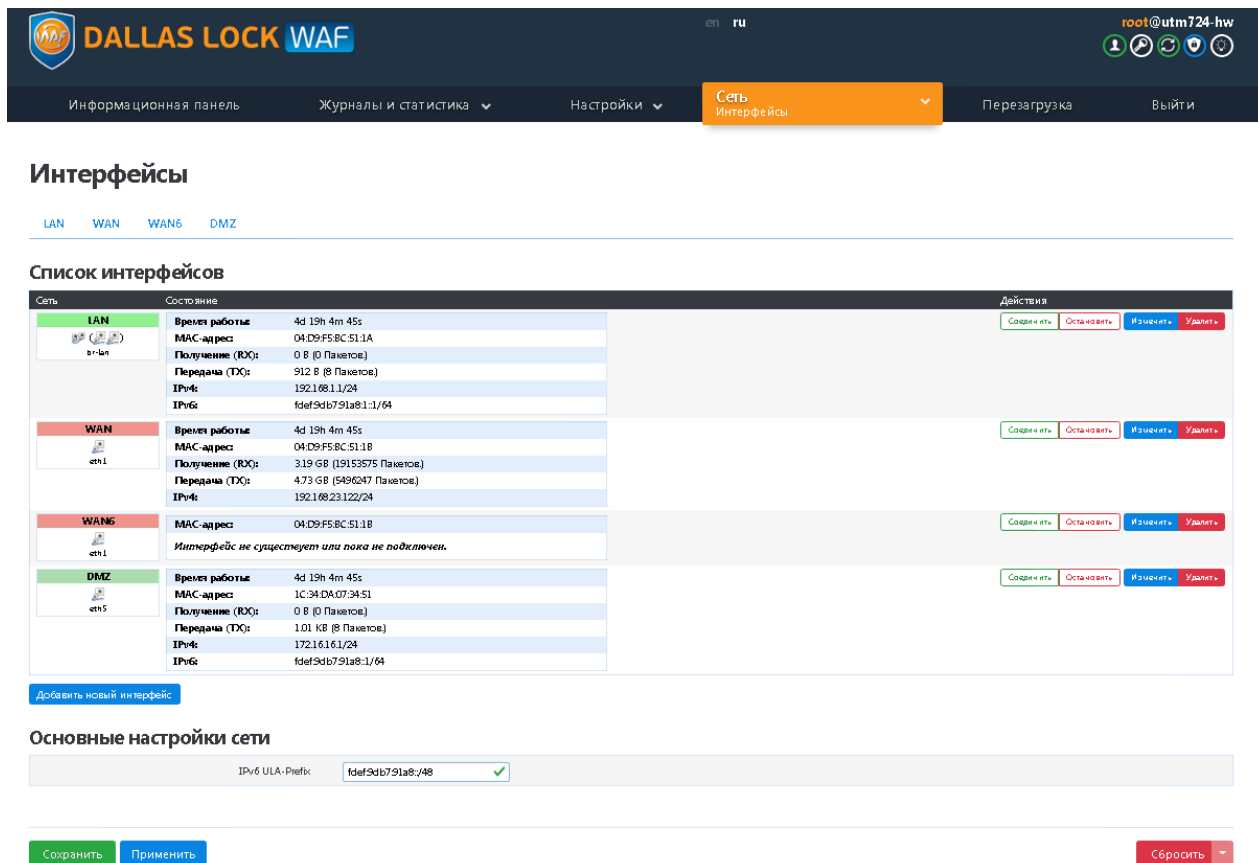 en ru
root@utm724-hw
WAF DALLAS LOCK WAF
Информационная панель Журналы и статистика Настройки Сеть Перезагрузка Выйти
Интерфейсы
Интерфейсы
LAN WAN WAN6 DMZ
Список интерфейсов
Сеть Состояние Действия
LAN
br-lan
Время работы: 4d 19h 4m 45s
MAC-адрес: 04:D9:F5:BC:51:1A
Получение (RX): 0 B (0 Пакетов.)
Передача (TX): 912 B (8 Пакетов.)
IPv4: 192.168.1.1/24
IPv6: fdef:9db7:91a8:1::1/64
Соединить Остановить Изменить Удалить
WAN
eth1
Время работы: 4d 19h 4m 45s
MAC-адрес: 04:D9:F5:BC:51:1B
Получение (RX): 3.19 GB (19153575 Пакетов.)
Передача (TX): 4.73 GB (5496247 Пакетов.)
IPv4: 192.168.23.122/24
Соединить Остановить Изменить Удалить
WAN6
eth1
MAC-адрес: 04:D9:F5:BC:51:1B
Интерфейс не существует или пока не подключен.
Соединить Остановить Изменить Удалить
DMZ
eth5
Время работы: 4d 19h 4m 45s
MAC-адрес: 1C:34:DA:07:34:51
Получение (RX): 0 B (0 Пакетов.)
Передача (TX): 1.01 KB (8 Пакетов.)
IPv4: 172.16.16.1/24
IPv6: fdef:9db7:91a8::1/64
Соединить Остановить Изменить Удалить
Добавить новый интерфейс
Основные настройки сети
IPv6 ULA-Prefix fdef:9db7:91a8::/48
Сохранить Применить Сбросить